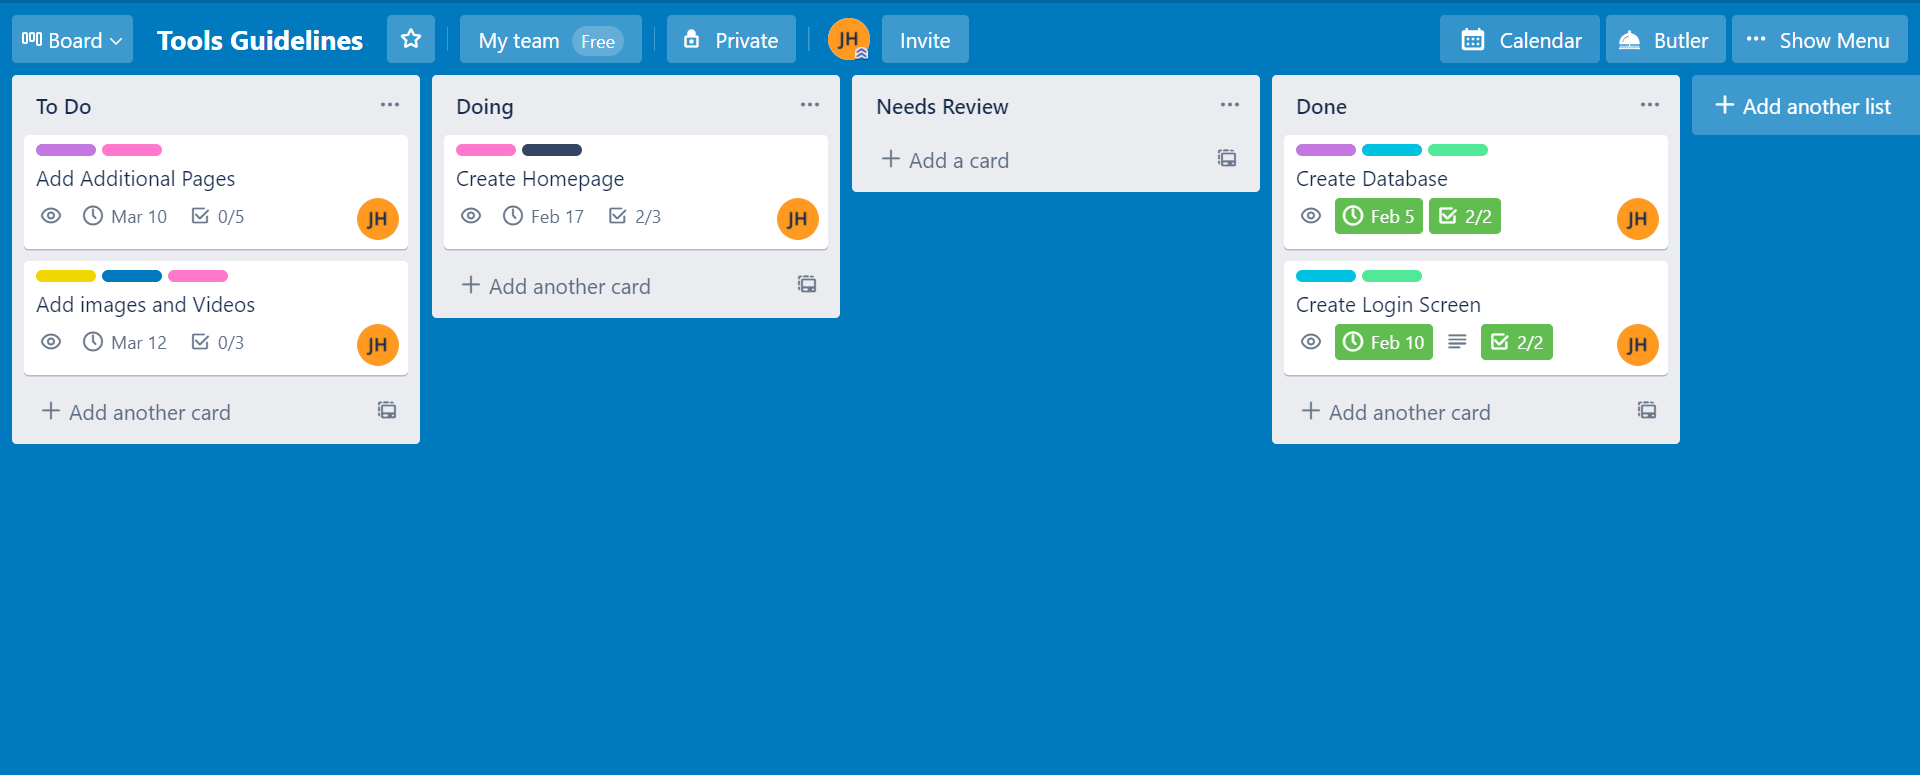 Board
Tools Guidelines
My team Free
Private
JH
Invite
Calendar
Butler
Show Menu
To Do
Add Additional Pages
Mar 10 0/5 JH
Add images and Videos
Mar 12 0/3 JH
Add another card
Doing
Create Homepage
Feb 17 2/3 JH
Add another card
Needs Review
Add a card
Done
Create Database
Feb 5 2/2 JH
Create Login Screen
Feb 10 2/2 JH
Add another card
Add another list